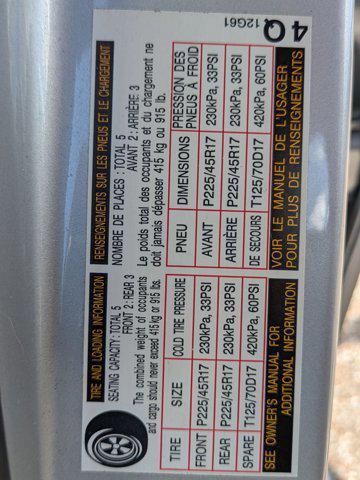 TIRE AND LOADING INFORMATION
SEATING CAPACITY: TOTAL 5
FRONT 2: REAR 3
The combined weight of occupants
and cargo should never exceed 415 kg or 915 lbs.
TIRE SIZE COLD TIRE PRESSURE
FRONT P225/45R17 230kPa, 33PSI
REAR P225/45R17 230kPa, 33PSI
SPARE T125/70D17 420kPa, 60PSI
SEE OWNER'S MANUAL FOR
ADDITIONAL INFORMATION
RENSEIGNEMENTS SUR LES PNEUS ET LE CHARGEMENT
NOMBRE DE PLACES : TOTAL 5
AVANT 2: ARRIÈRE 3
Le poids total des occupants et du chargement ne
doit jamais dépasser 415 kg ou 915 lb.
PNEU DIMENSIONS PRESSION DES
PNEUS À FROID
AVANT P225/45R17 230kPa, 33PSI
ARRIÈRE P225/45R17 230kPa, 33PSI
DE SECOURS T125/70D17 420kPa, 60PSI
VOIR LE MANUEL DE L'USAGER
POUR PLUS DE RENSEIGNEMENTS
4Q
12G61